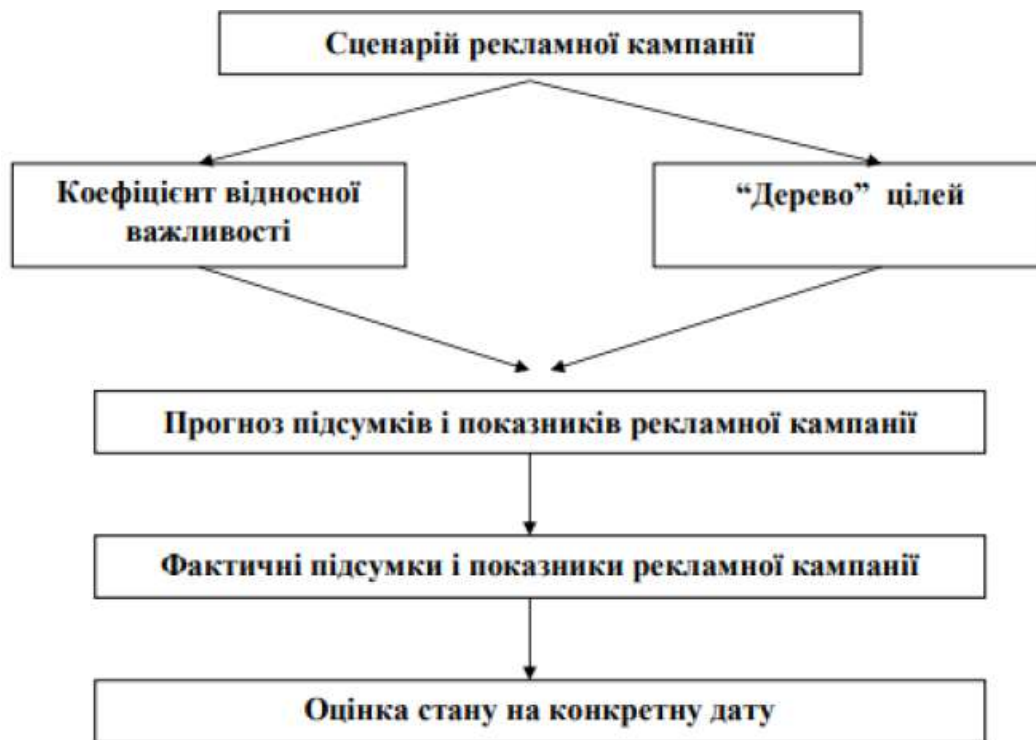 Сценарій рекламної кампанії
Коефіцієнт відносної
важливості
“Дерево” цілей
Прогноз підсумків і показників рекламної кампанії
Фактичні підсумки і показники рекламної кампанії
Оцінка стану на конкретну дату